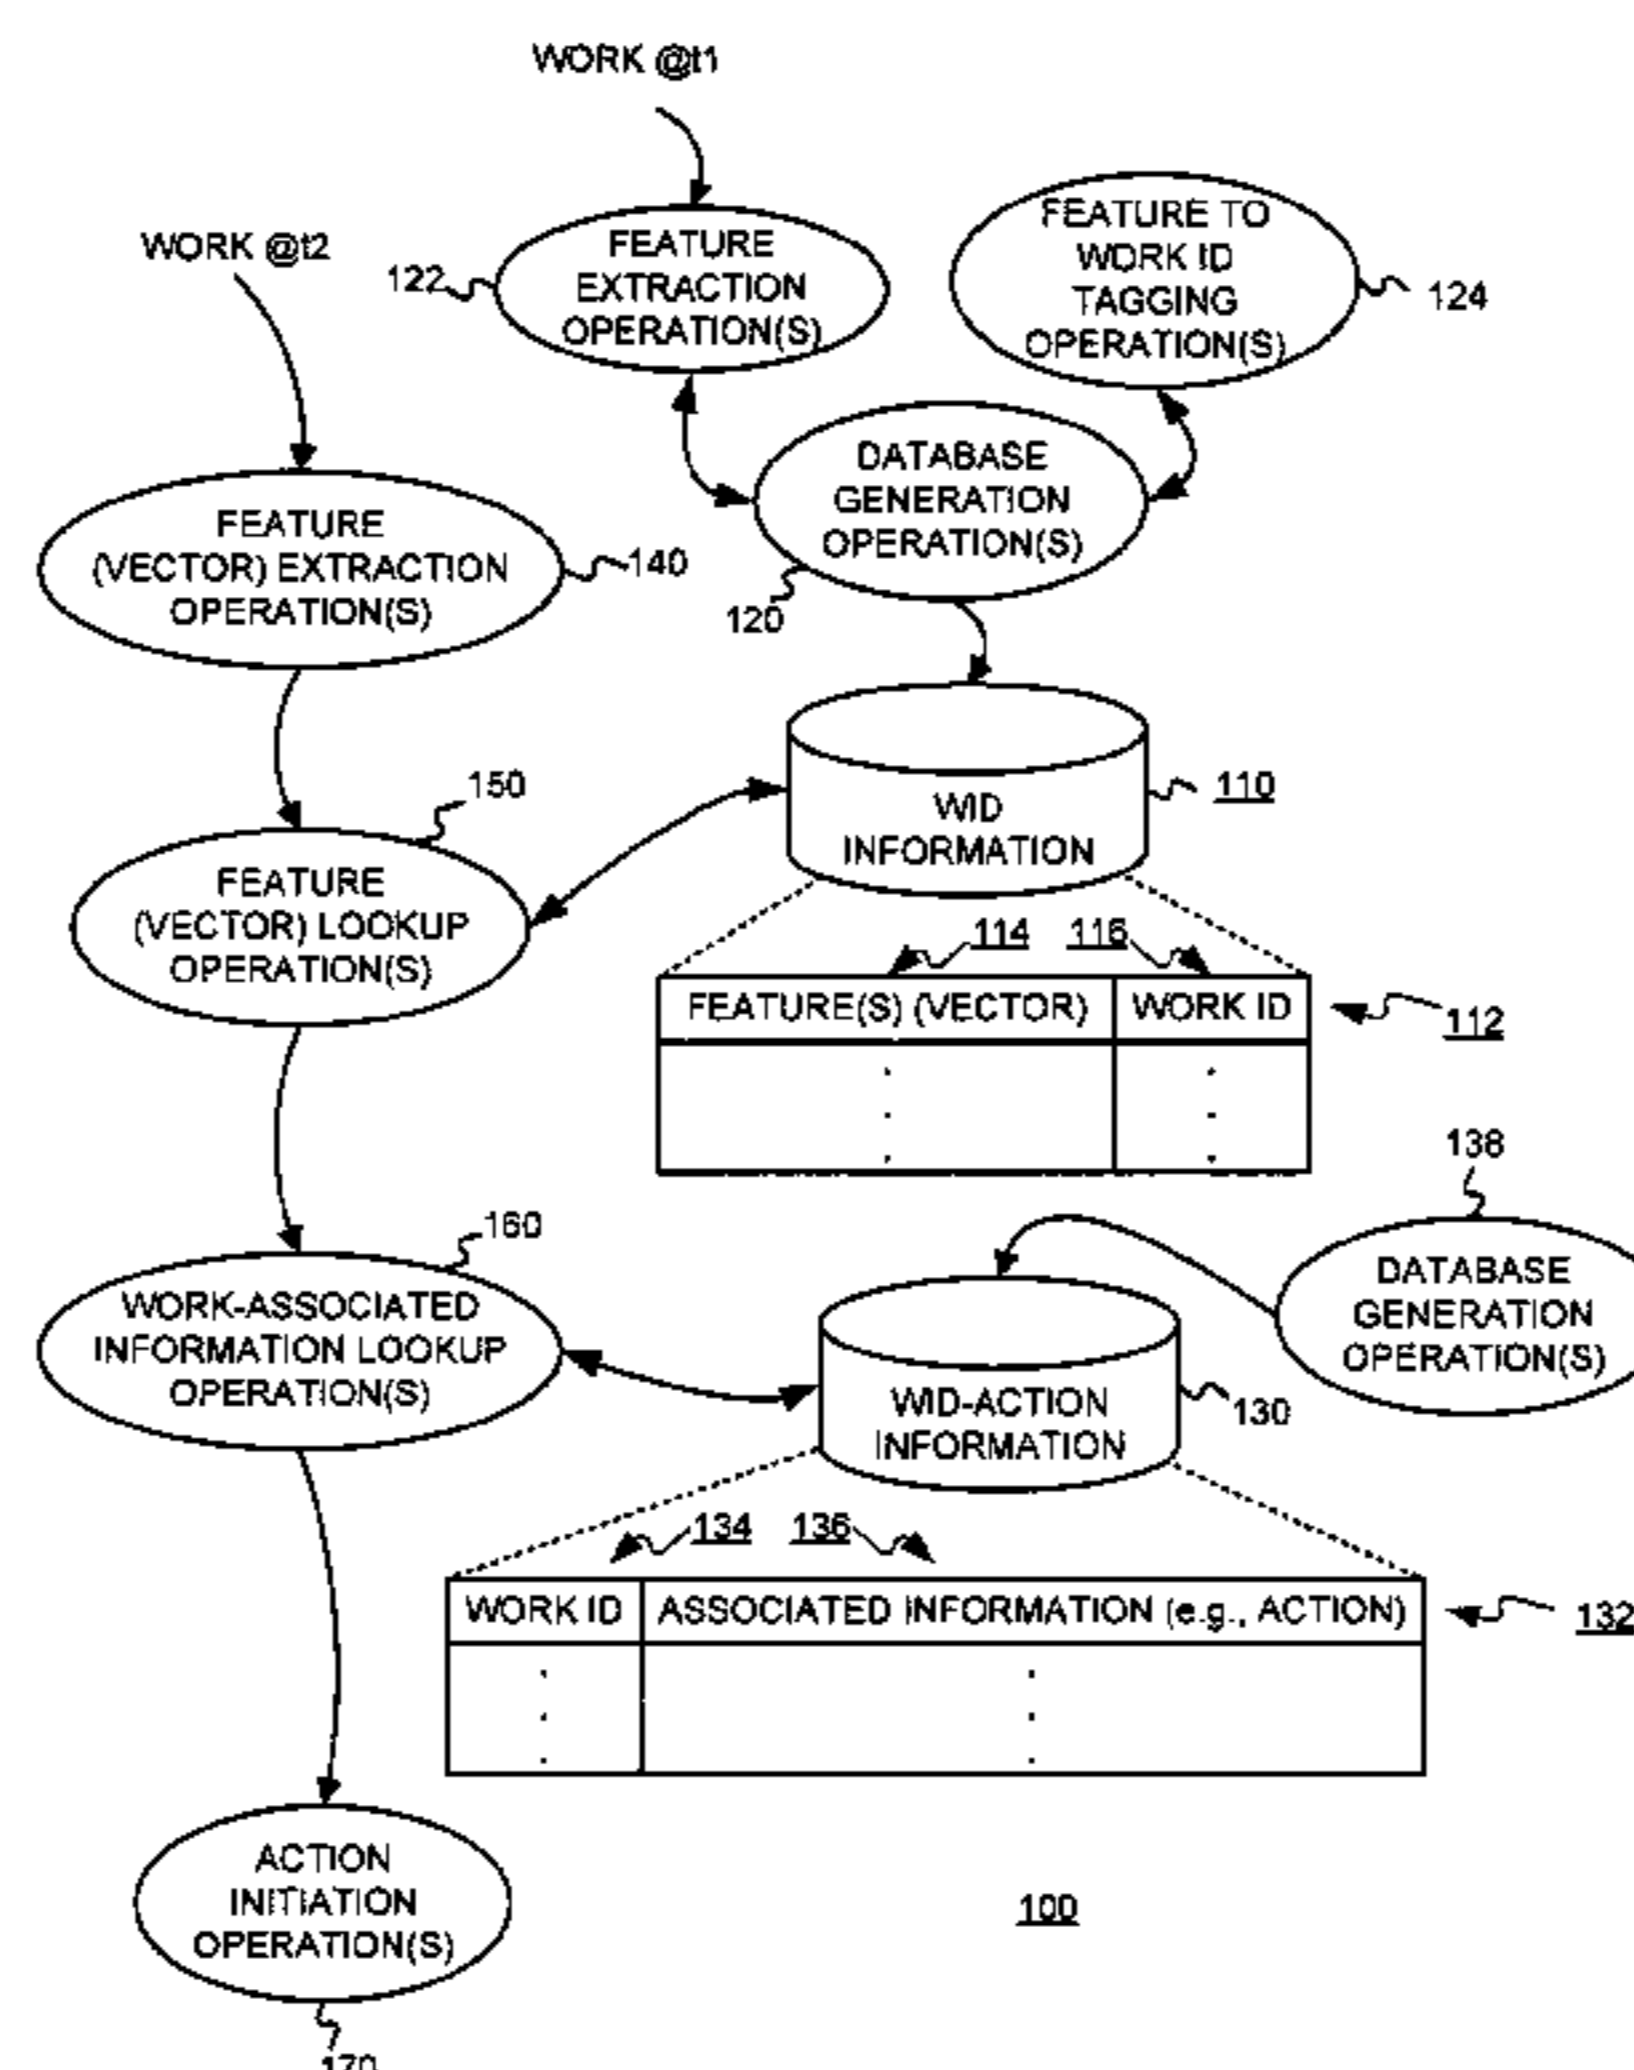 WORK @t1
WORK @t2
FEATURE
EXTRACTION
OPERATION(S)
122
FEATURE TO
WORK ID
TAGGING
OPERATION(S)
124
DATABASE
GENERATION
OPERATION(S)
120
FEATURE
(VECTOR) EXTRACTION
OPERATION(S)
140
150
WID
INFORMATION
110
FEATURE
(VECTOR) LOOKUP
OPERATION(S)
114
116
FEATURE(S) (VECTOR)
WORK ID
112
138
160
WORK-ASSOCIATED
INFORMATION LOOKUP
OPERATION(S)
DATABASE
GENERATION
OPERATION(S)
WID-ACTION
INFORMATION
130
134
136
WORK ID
ASSOCIATED INFORMATION (e.g., ACTION)
132
ACTION
INITIATION
OPERATION(S)
100
170